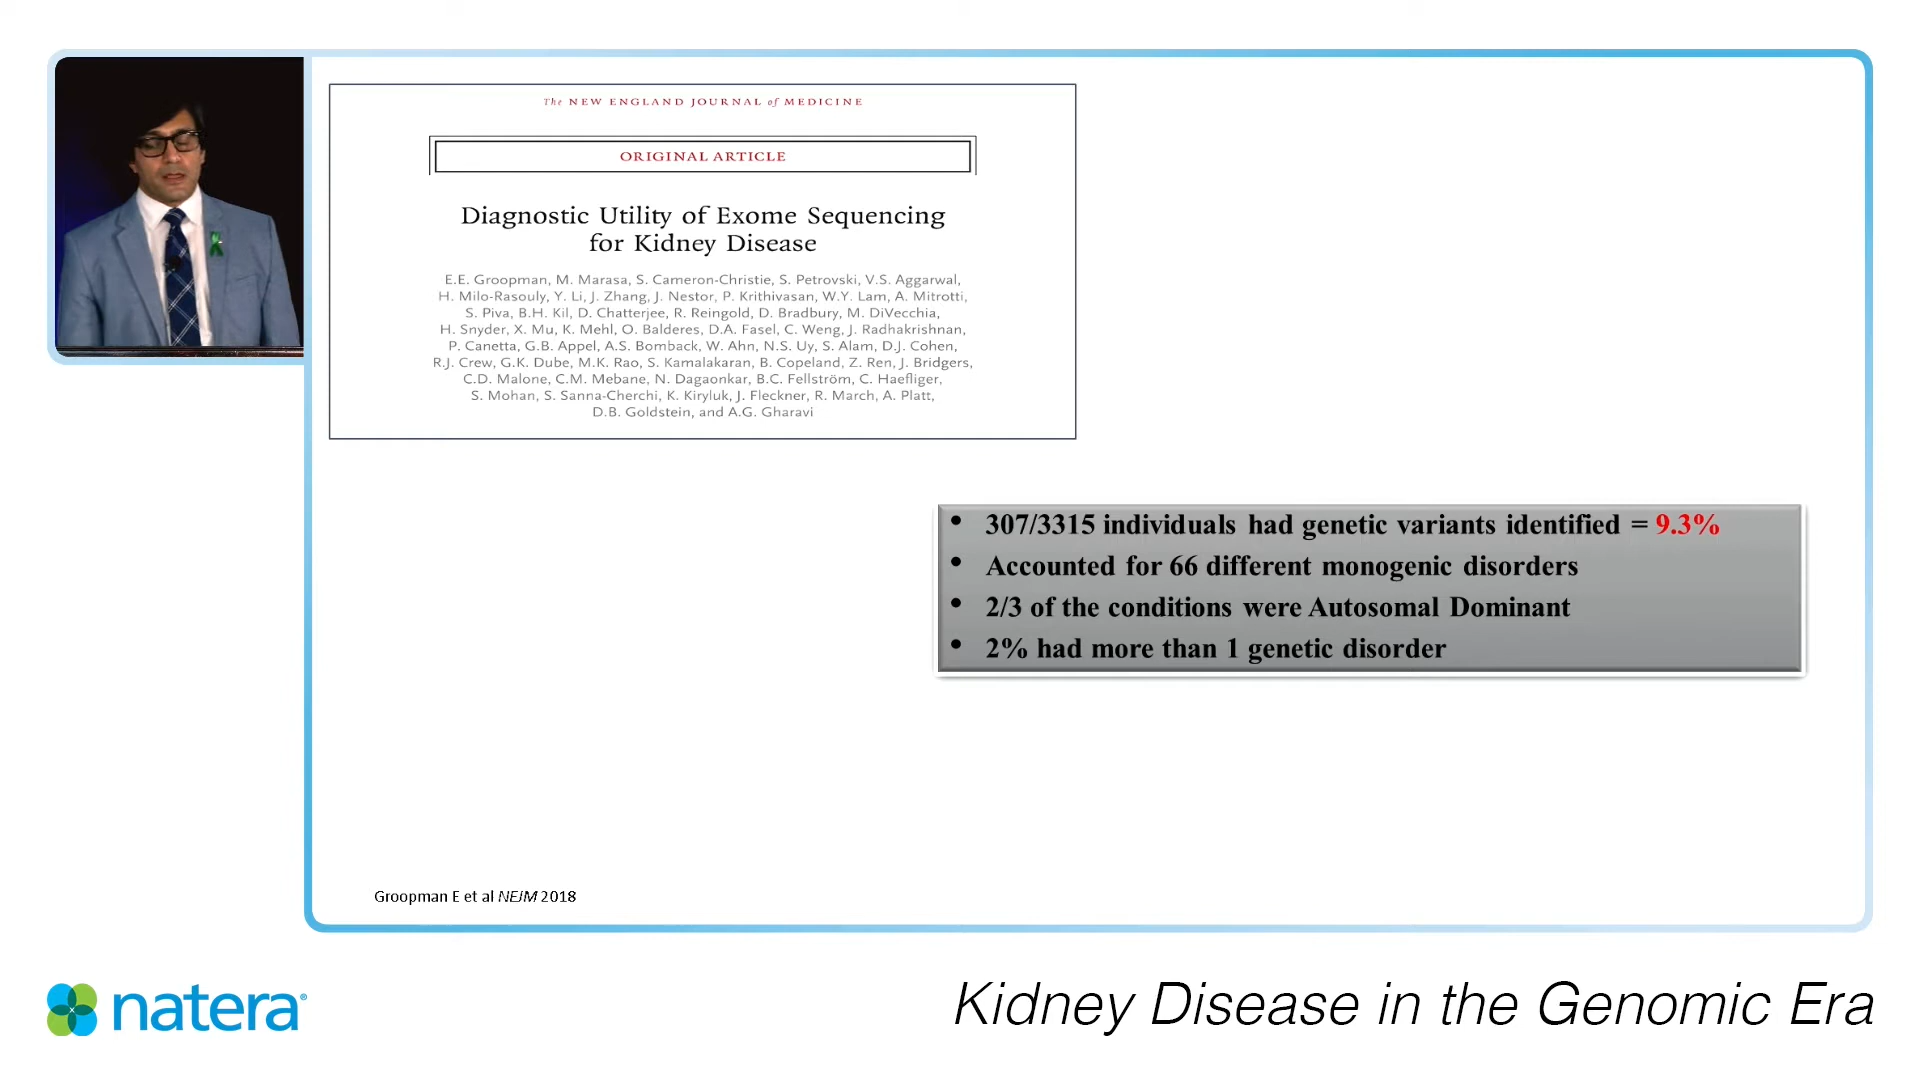 The NEW ENGLAND JOURNAL of MEDICINE
ORIGINAL ARTICLE
Diagnostic Utility of Exome Sequencing
for Kidney Disease
E.E. Groopman, M. Marasa, S. Cameron-Christie, S. Petrovski, V.S. Aggarwal,
H. Milo-Rasouly, Y. Li, J. Zhang, J. Nestor, P. Krithivasan, W.Y. Lam, A. Mitrotti,
S. Piva, B.H. Kil, D. Chatterjee, R. Reingold, D. Bradbury, M. DiVecchia,
H. Snyder, X. Mu, K. Mehl, O. Balderes, D.A. Fasel, C. Weng, J. Radhakrishnan,
P. Canetta, G.B. Appel, A.S. Bomback, W. Ahn, N.S. Uy, S. Alam, D.J. Cohen,
R.J. Crew, G.K. Dube, M.K. Rao, S. Kamalakaran, B. Copeland, Z. Ren, J. Bridgers,
C.D. Malone, C.M. Mebane, N. Dagaonkar, B.C. Fellström, C. Haefliger,
S. Mohan, S. Sanna-Cherchi, K. Kiryluk, J. Fleckner, R. March, A. Platt,
D.B. Goldstein, and A.G. Gharavi
• 307/3315 individuals had genetic variants identified = 9.3%
• Accounted for 66 different monogenic disorders
• 2/3 of the conditions were Autosomal Dominant
• 2% had more than 1 genetic disorder
Groopman E et al NEJM 2018
natera®
Kidney Disease in the Genomic Era